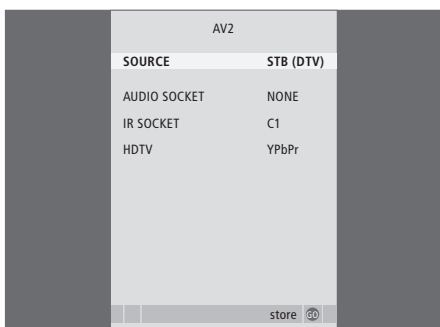 AV2
SOURCE STB (DTV)
AUDIO SOCKET NONE
IR SOCKET C1
HDTV YPbPr
store GO